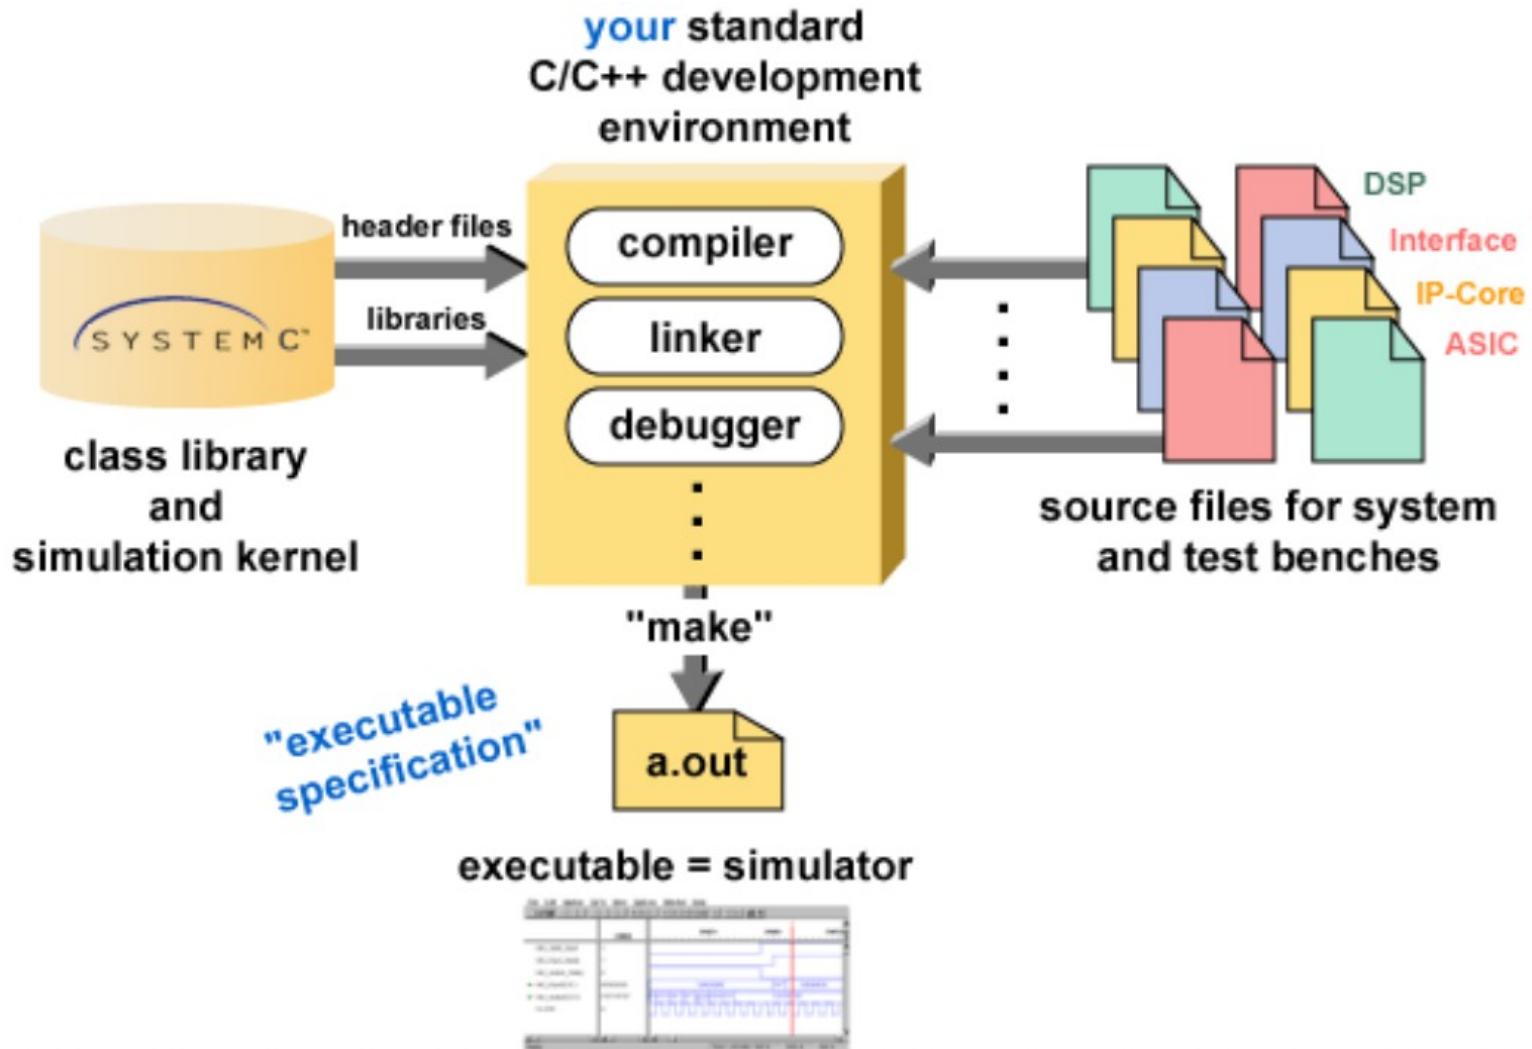 your standard
C/C++ development
environment
header files
libraries
SYSTEMC™
class library
and
simulation kernel
compiler
linker
debugger
DSP
Interface
IP-Core
ASIC
source files for system
and test benches
"make"
"executable
specification"
a.out
executable = simulator